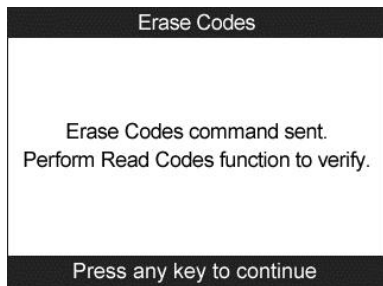 Erase Codes
Erase Codes command sent.
Perform Read Codes function to verify.
Press any key to continue